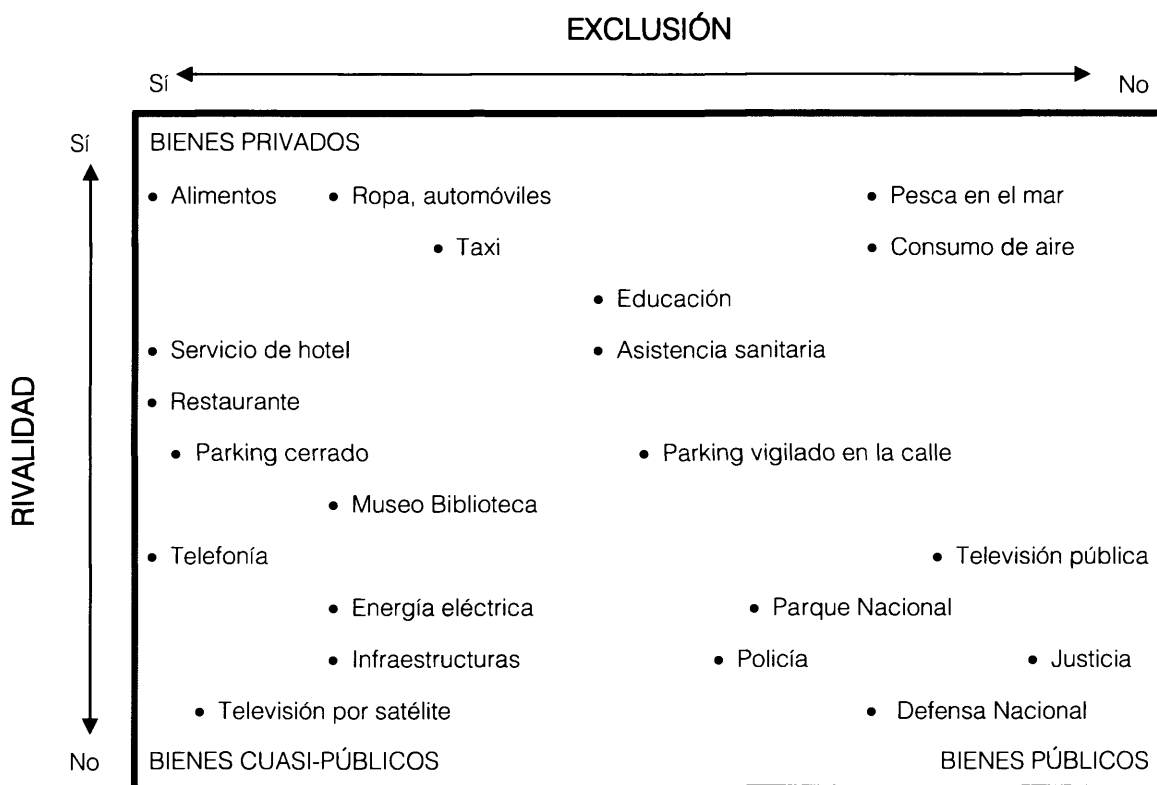 EXCLUSIÓN
Sí No
Sí BIENES PRIVADOS
• Alimentos • Ropa, automóviles • Pesca en el mar
• Taxi • Consumo de aire
• Educación
• Servicio de hotel • Asistencia sanitaria
RIVALIDAD
• Restaurante
• Parking cerrado • Parking vigilado en la calle
• Museo Biblioteca
• Telefonía • Televisión pública
• Energía eléctrica • Parque Nacional
• Infraestructuras • Policía • Justicia
• Televisión por satélite • Defensa Nacional
No BIENES CUASI-PÚBLICOS BIENES PÚBLICOS